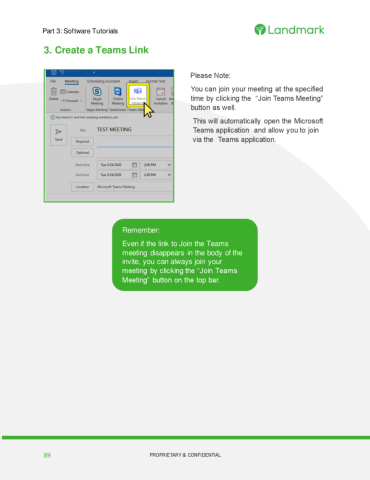 Part 3: Software Tutorials
Landmark
3. Create a Teams Link
File Meeting Scheduling Assistant Insert Format Text
Delete
Calendar
Forward
Skype Meeting
Online Meeting
Join Teams Meeting
Cancel Invitation
Actions Skype Meeting
You haven't sent this meeting invitation yet.
Send
Title TEST MEETING
Required
Optional
Start time Tue 2/24/2020 2:00 PM
End time Tue 2/24/2020 2:30 PM
Location Microsoft Teams Meeting
Please Note:
You can join your meeting at the specified
time by clicking the “Join Teams Meeting”
button as well.
This will automatically open the Microsoft
Teams application and allow you to join
via the Teams application.
Remember:
Even if the link to Join the Teams
meeting disappears in the body of the
invite, you can always join your
meeting by clicking the “Join Teams
Meeting” button on the top bar.
89
PROPRIETARY & CONFIDENTIAL